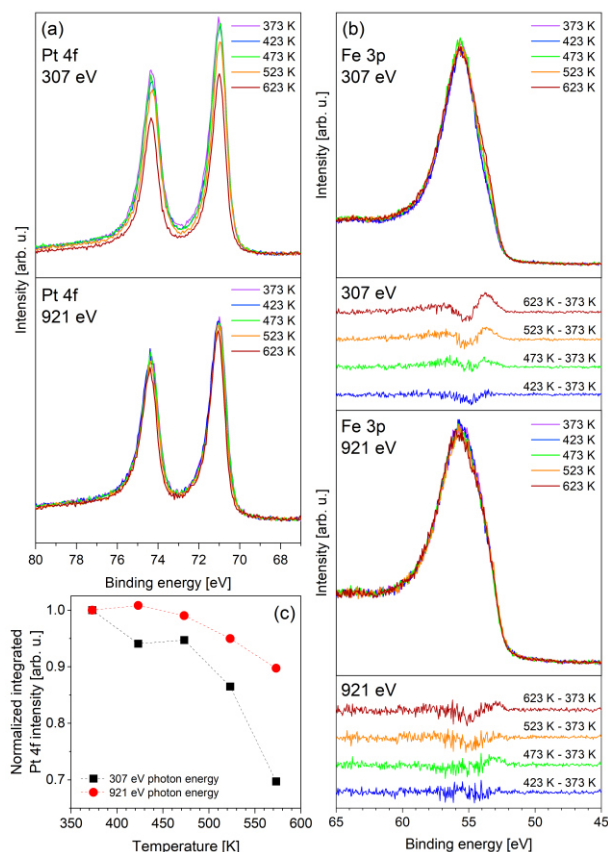 (a)
Pt 4f
307 eV
373 K
423 K
473 K
523 K
623 K
Pt 4f
921 eV
373 K
423 K
473 K
523 K
623 K
Intensity [arb. u.]
80 78 76 74 72 70 68
Binding energy [eV]
(b)
Fe 3p
307 eV
373 K
423 K
473 K
523 K
623 K
Intensity [arb. u.]
307 eV
623 K - 373 K
523 K - 373 K
473 K - 373 K
423 K - 373 K
Fe 3p
921 eV
373 K
423 K
473 K
523 K
623 K
Intensity [arb. u.]
921 eV
623 K - 373 K
523 K - 373 K
473 K - 373 K
423 K - 373 K
65 60 55 50 45
Binding energy [eV]
(c)
Normalized integrated
Pt 4f intensity [arb. u.]
1.0
0.9
0.8
0.7
307 eV photon energy
921 eV photon energy
350 400 450 500 550 600
Temperature [K]